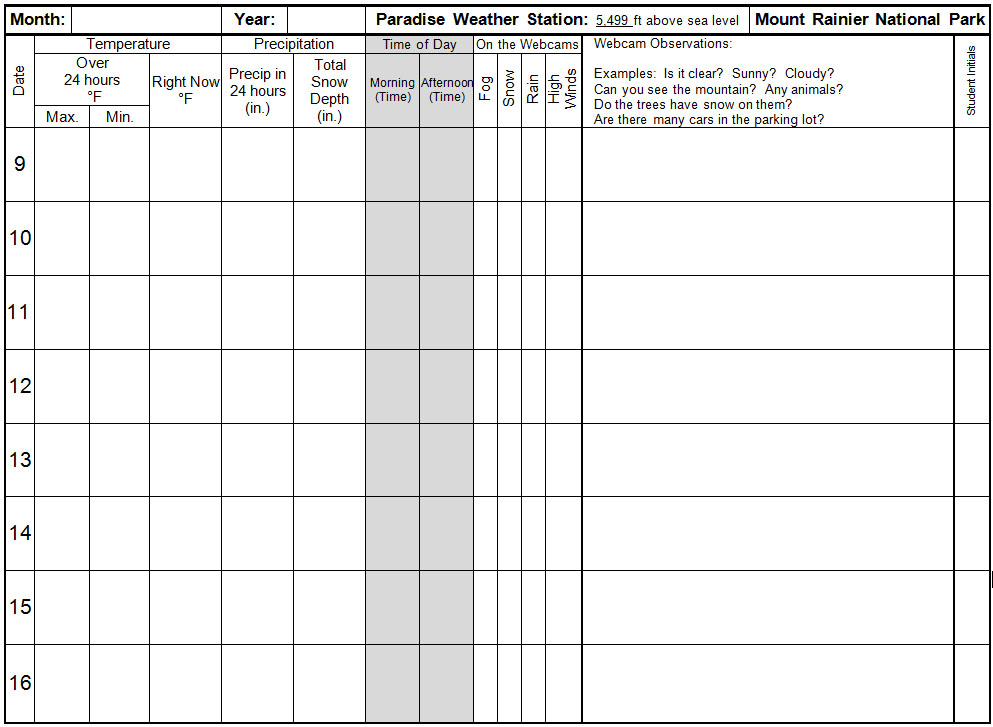 Month: Year: Paradise Weather Station: 5,499 ft above sea level Mount Rainier National Park
Date
Temperature
Over
24 hours
°F
Max. Min.
Right Now
°F
Precipitation
Precip in
24 hours
(in.)
Total
Snow
Depth
(in.)
Time of Day
Morning
(Time)
Afternoon
(Time)
On the Webcams
Fog
Snow
Rain
High
Winds
Webcam Observations:
Examples: Is it clear? Sunny? Cloudy?
Can you see the mountain? Any animals?
Do the trees have snow on them?
Are there many cars in the parking lot?
Student Initials
9
10
11
12
13
14
15
16